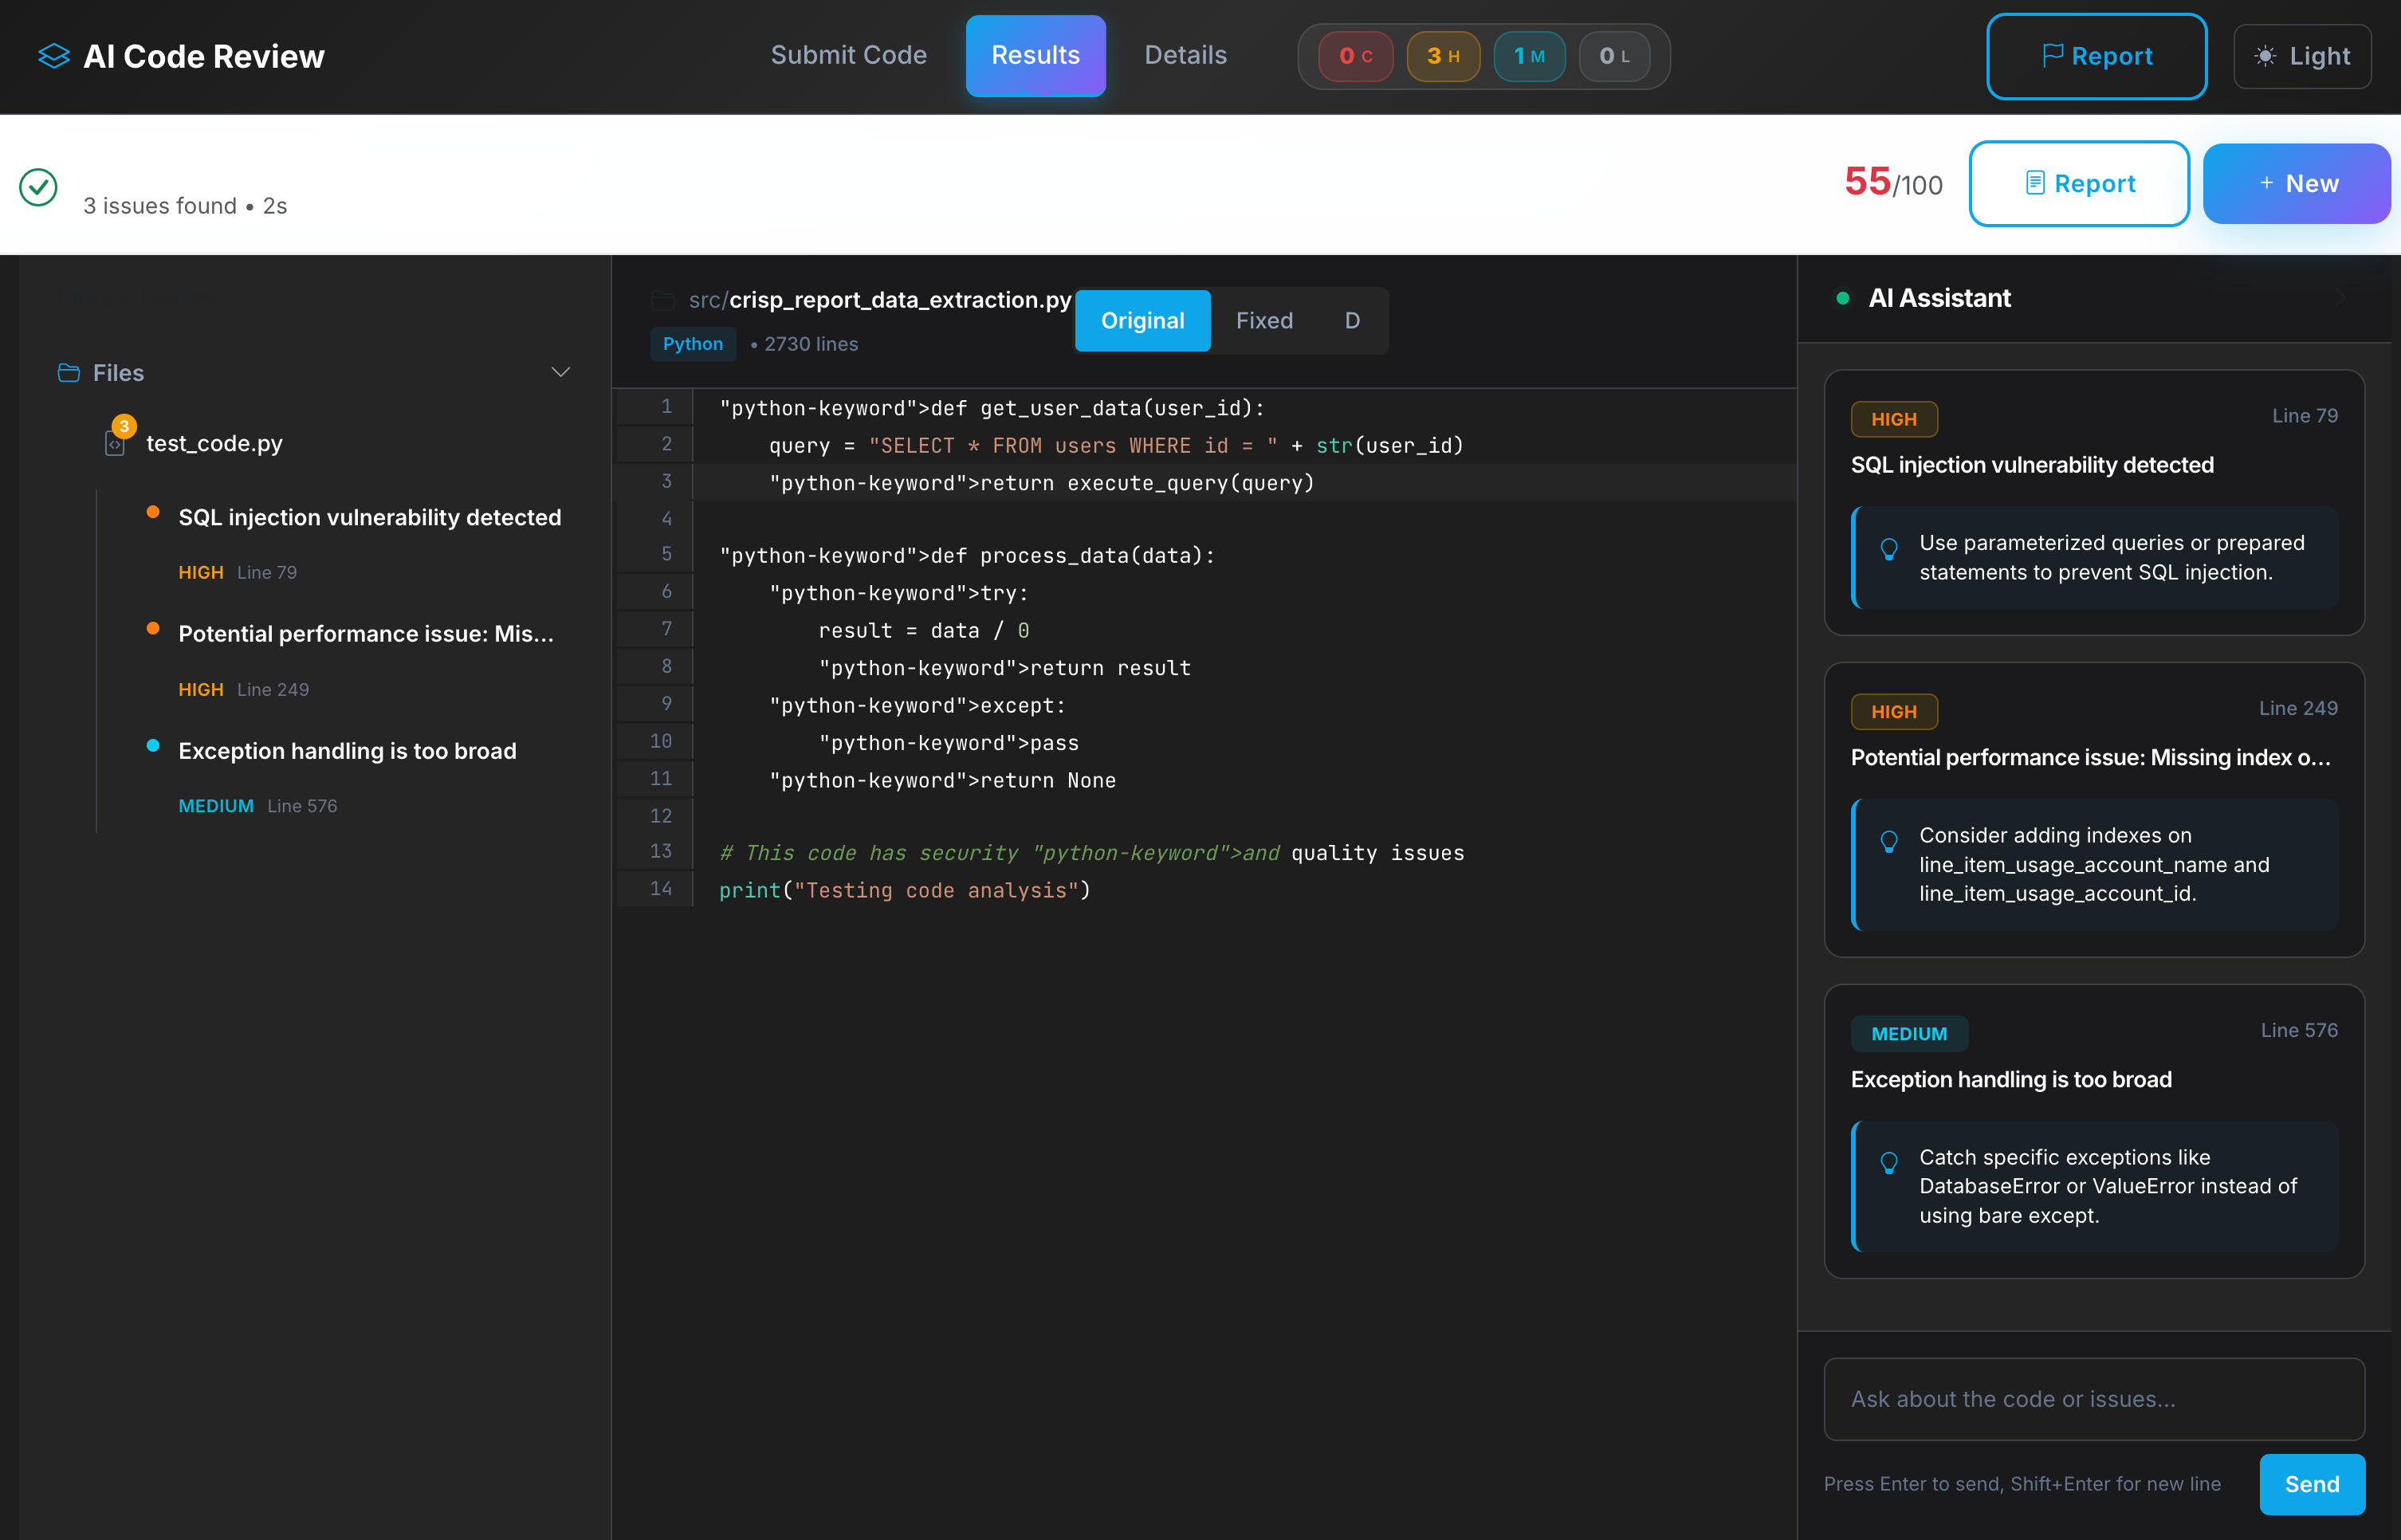 AI Code Review
Submit Code
Results
Details
0 C
3 H
1 M
0 L
Report
Light
3 issues found • 2s
55/100
Report
+ New
Files
3
test_code.py
SQL injection vulnerability detected
HIGH Line 79
Potential performance issue: Mis...
HIGH Line 249
Exception handling is too broad
MEDIUM Line 576
src/crisp_report_data_extraction.py
Python • 2730 lines
Original
Fixed
D
1 "python-keyword">def get_user_data(user_id):
2     query = "SELECT * FROM users WHERE id = " + str(user_id)
3     "python-keyword">return execute_query(query)
4
5 "python-keyword">def process_data(data):
6     "python-keyword">try:
7         result = data / 0
8         "python-keyword">return result
9     "python-keyword">except:
10         "python-keyword">pass
11     "python-keyword">return None
12
13 # This code has security "python-keyword">and quality issues
14 print("Testing code analysis")
AI Assistant
HIGH Line 79
SQL injection vulnerability detected
Use parameterized queries or prepared
statements to prevent SQL injection.
HIGH Line 249
Potential performance issue: Missing index o...
Consider adding indexes on
line_item_usage_account_name and
line_item_usage_account_id.
MEDIUM Line 576
Exception handling is too broad
Catch specific exceptions like
DatabaseError or ValueError instead of
using bare except.
Ask about the code or issues...
Press Enter to send, Shift+Enter for new line
Send